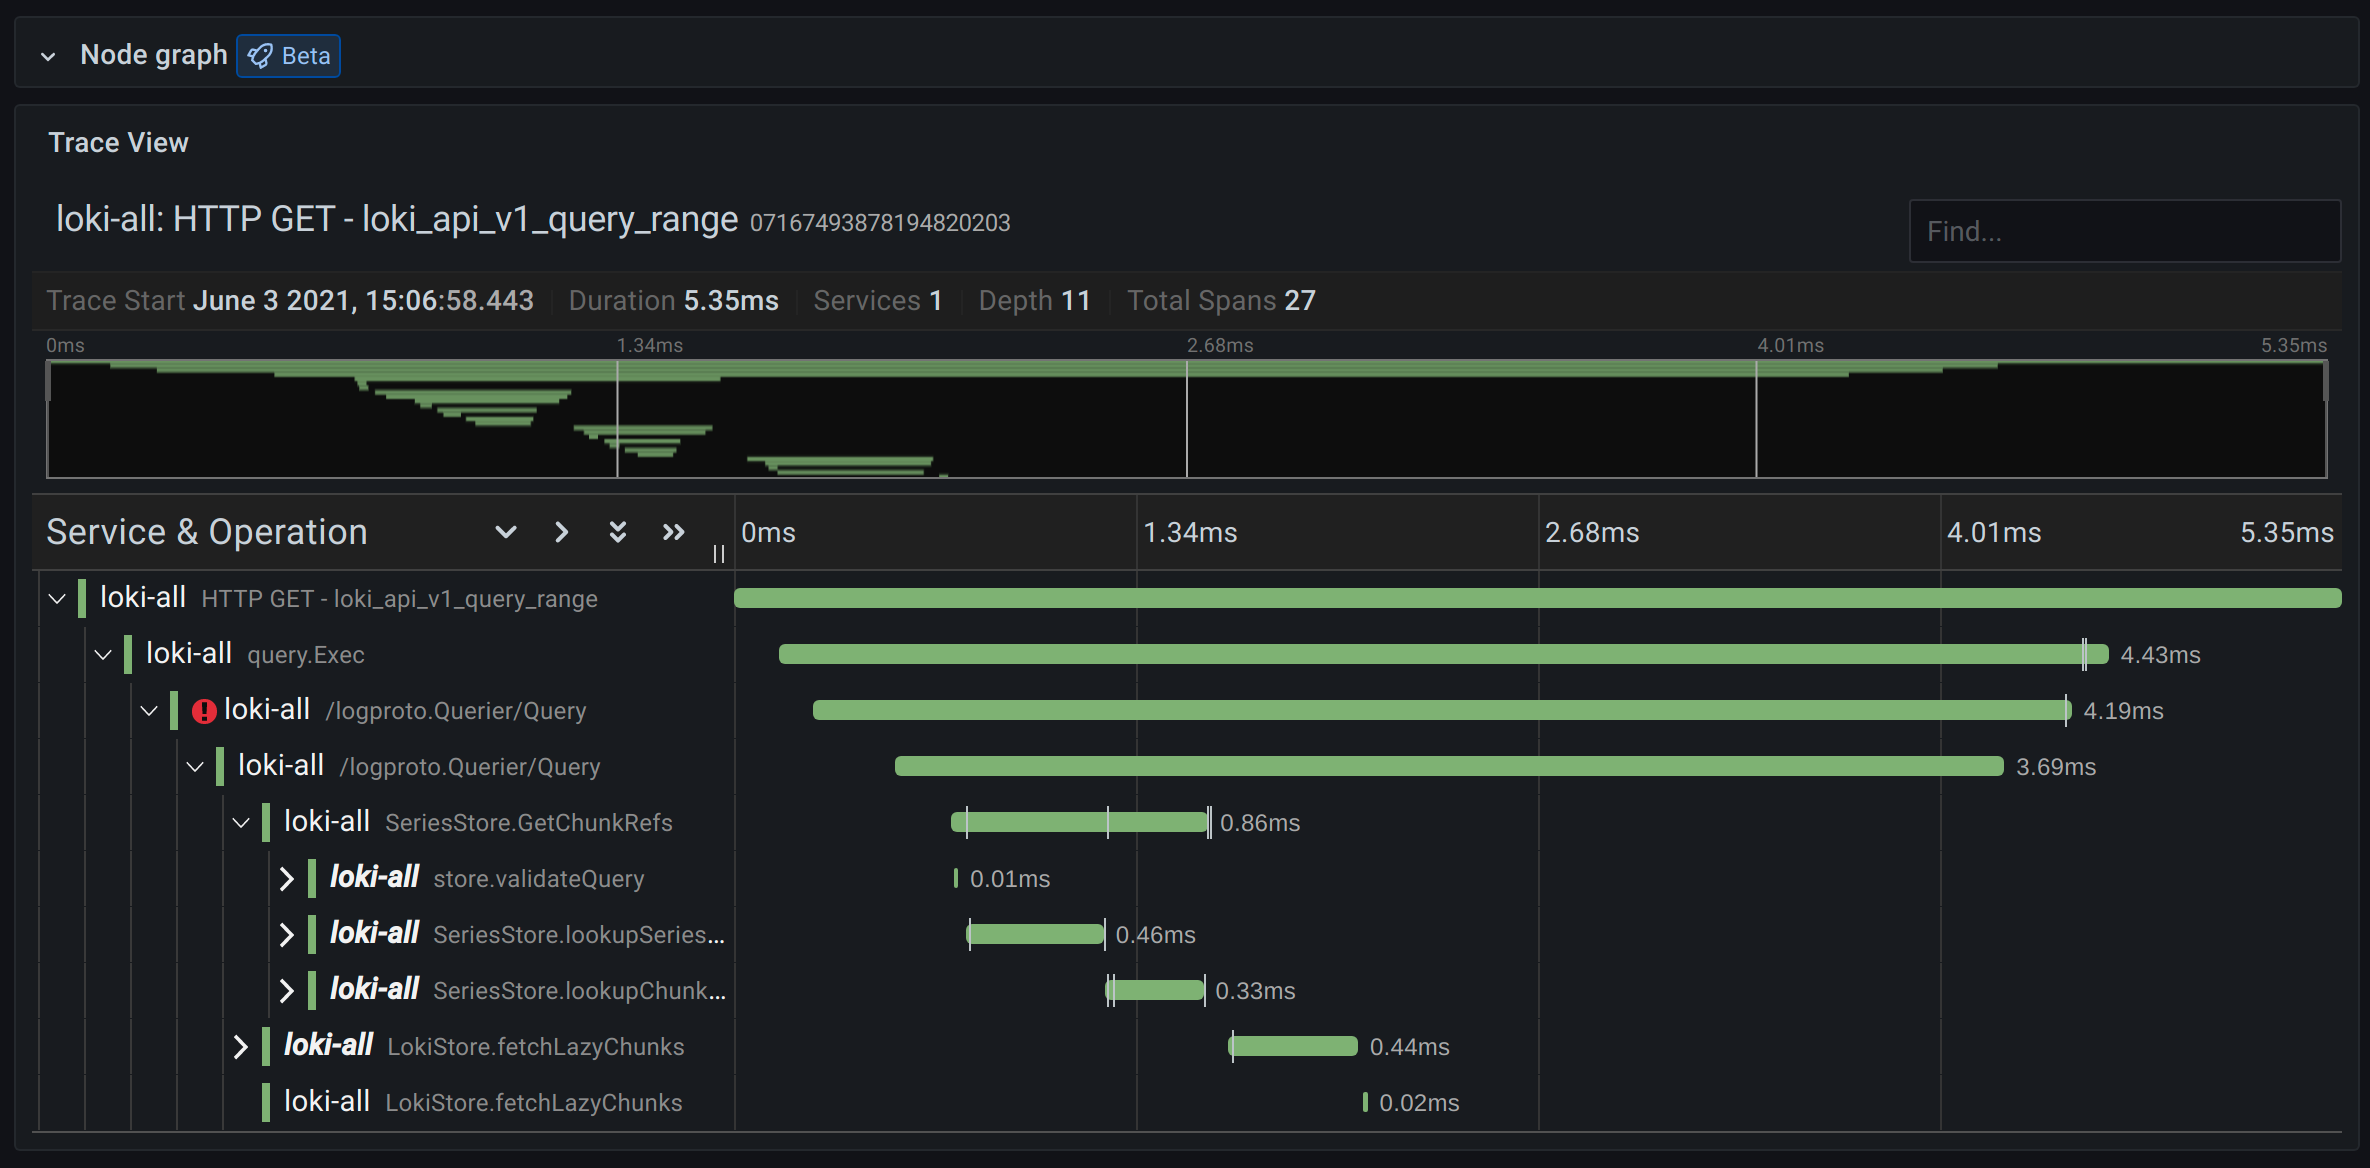 Node graph Beta
Trace View
loki-all: HTTP GET - loki_api_v1_query_range 07167493878194820203
Find...
Trace Start June 3 2021, 15:06:58.443 Duration 5.35ms Services 1 Depth 11 Total Spans 27
0ms 1.34ms 2.68ms 4.01ms 5.35ms
Service & Operation 0ms 1.34ms 2.68ms 4.01ms 5.35ms
loki-all HTTP GET - loki_api_v1_query_range
loki-all query.Exec 4.43ms
loki-all /logproto.Querier/Query 4.19ms
loki-all /logproto.Querier/Query 3.69ms
loki-all SeriesStore.GetChunkRefs 0.86ms
loki-all store.validateQuery 0.01ms
loki-all SeriesStore.lookupSeries... 0.46ms
loki-all SeriesStore.lookupChunk... 0.33ms
loki-all LokiStore.fetchLazyChunks 0.44ms
loki-all LokiStore.fetchLazyChunks 0.02ms